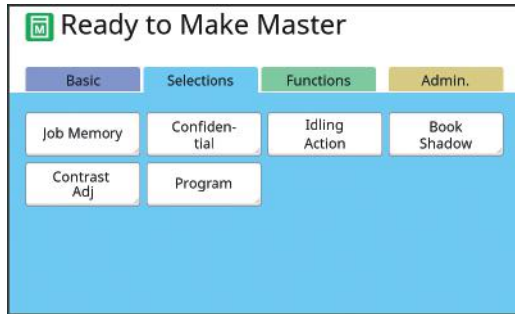 M Ready to Make Master
Basic Selections Functions Admin.
Job Memory Confiden- Idling Book
tial Action Shadow
Contrast Program
Adj